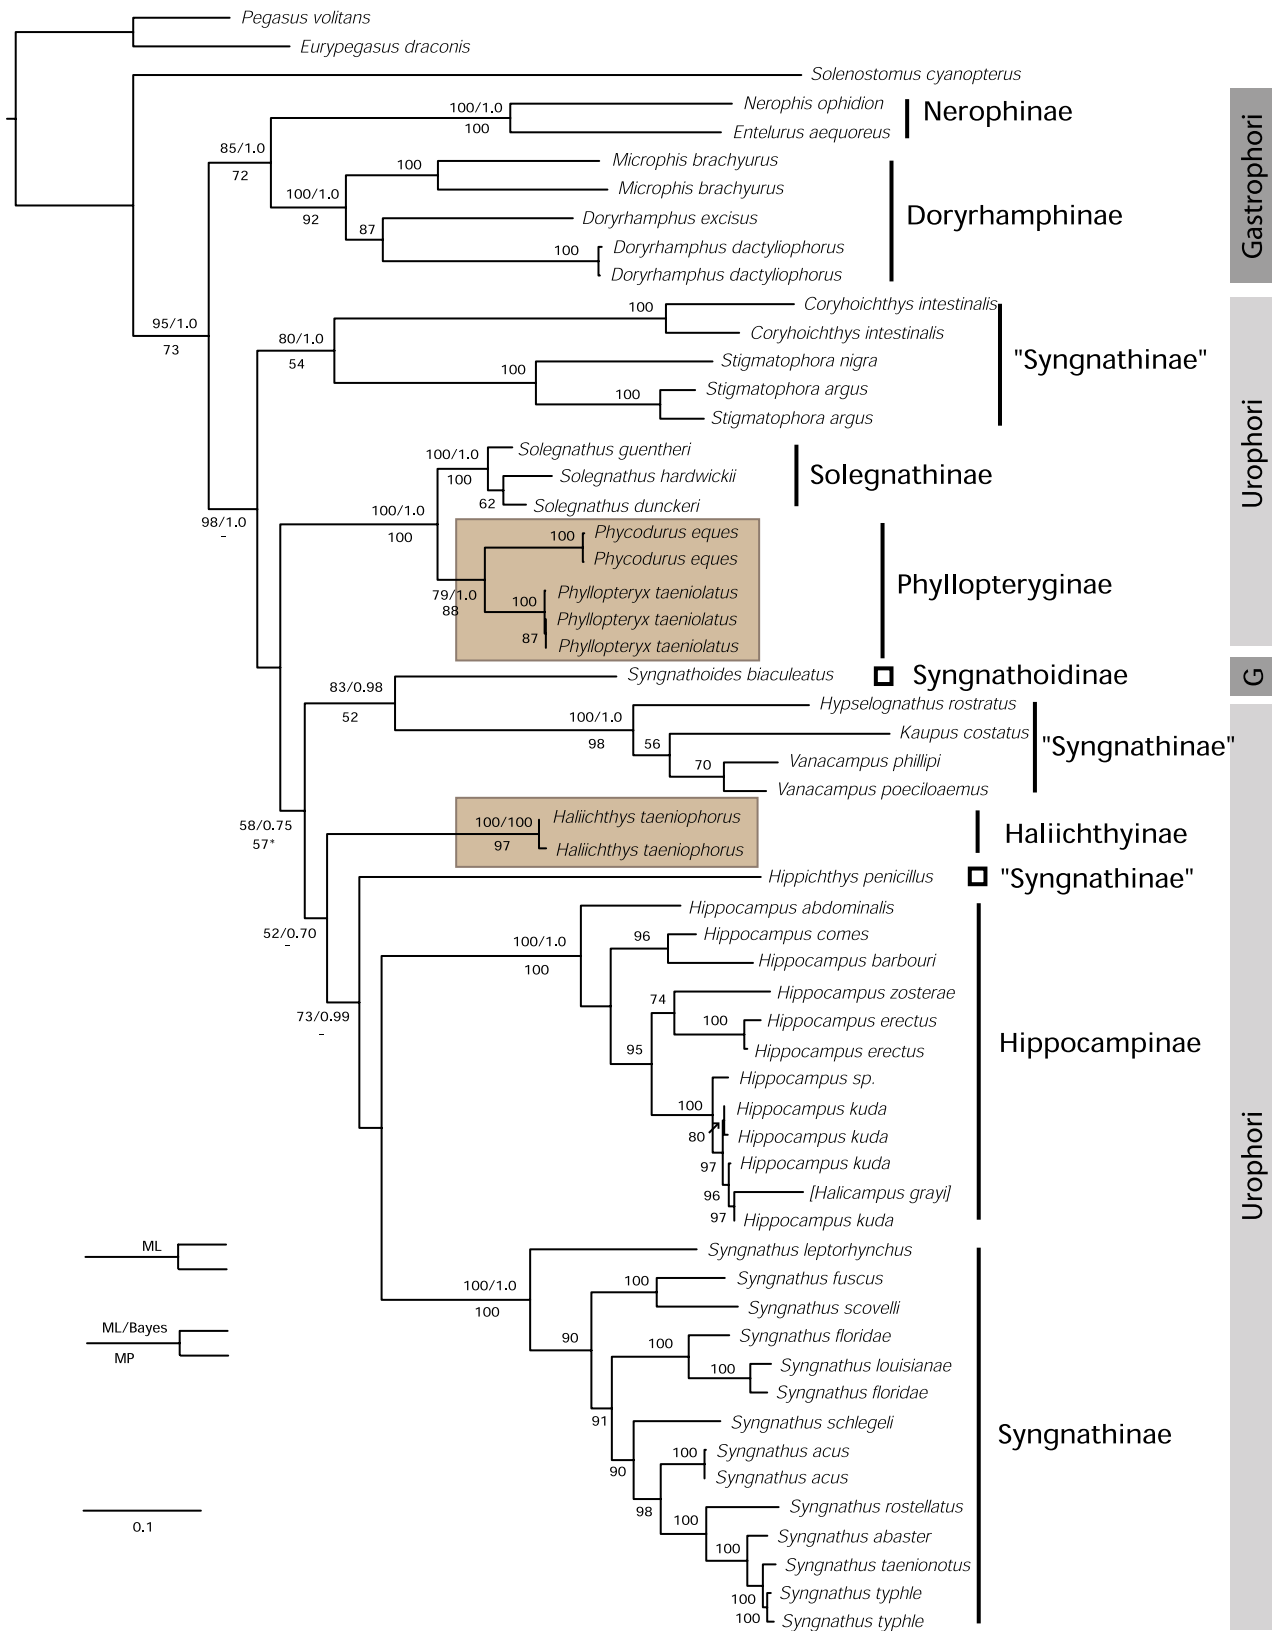 Pegasus volitans
Eurypegasus draconis
Solenostomus cyanopterus
100/1.0
100
Nerophis ophidion
Entelurus aequoreus
Nerophinae
85/1.0
72
100
Microphis brachyurus
Microphis brachyurus
100/1.0
92
87
Doryrhamphus excisus
100
Doryrhamphus dactyliophorus
Doryrhamphus dactyliophorus
Doryrhamphinae
Gastrophori
95/1.0
73
80/1.0
54
100
Coryhoichthys intestinalis
Coryhoichthys intestinalis
100
Stigmatophora nigra
100
Stigmatophora argus
Stigmatophora argus
"Syngnathinae"
Urophori
98/1.0
-
100/1.0
100
100/1.0
100
62
Solegnathus guentheri
Solegnathus hardwickii
Solegnathus dunckeri
Solegnathinae
79/1.0
88
100
Phycodurus eques
Phycodurus eques
100
87
Phyllopteryx taeniolatus
Phyllopteryx taeniolatus
Phyllopteryx taeniolatus
Phyllopteryginae
83/0.98
52
Syngnathoides biaculeatus
Syngnathoidinae
G
100/1.0
98
56
70
Hypselognathus rostratus
Kaupus costatus
Vanacampus phillipi
Vanacampus poeciloaemus
"Syngnathinae"
58/0.75
57*
100/100
97
Haliichthys taeniophorus
Haliichthys taeniophorus
Haliichthyinae
52/0.70
-
Hippichthys penicillus
"Syngnathinae"
73/0.99
-
100/1.0
100
Hippocampus abdominalis
96
Hippocampus comes
Hippocampus barbouri
95
74
Hippocampus zosterae
100
Hippocampus erectus
Hippocampus erectus
100
Hippocampus sp.
80
Hippocampus kuda
Hippocampus kuda
97
Hippocampus kuda
96
[Halicampus grayi]
97
Hippocampus kuda
Hippocampinae
Urophori
100/1.0
100
Syngnathus leptorhynchus
90
100
Syngnathus fuscus
Syngnathus scovelli
91
100
Syngnathus floridae
100
Syngnathus louisianae
Syngnathus floridae
90
Syngnathus schlegeli
98
100
Syngnathus acus
Syngnathus acus
100
Syngnathus rostellatus
100
Syngnathus abaster
100
Syngnathus taenionotus
100
Syngnathus typhle
Syngnathus typhle
Syngnathinae
ML
ML/Bayes
MP
0.1